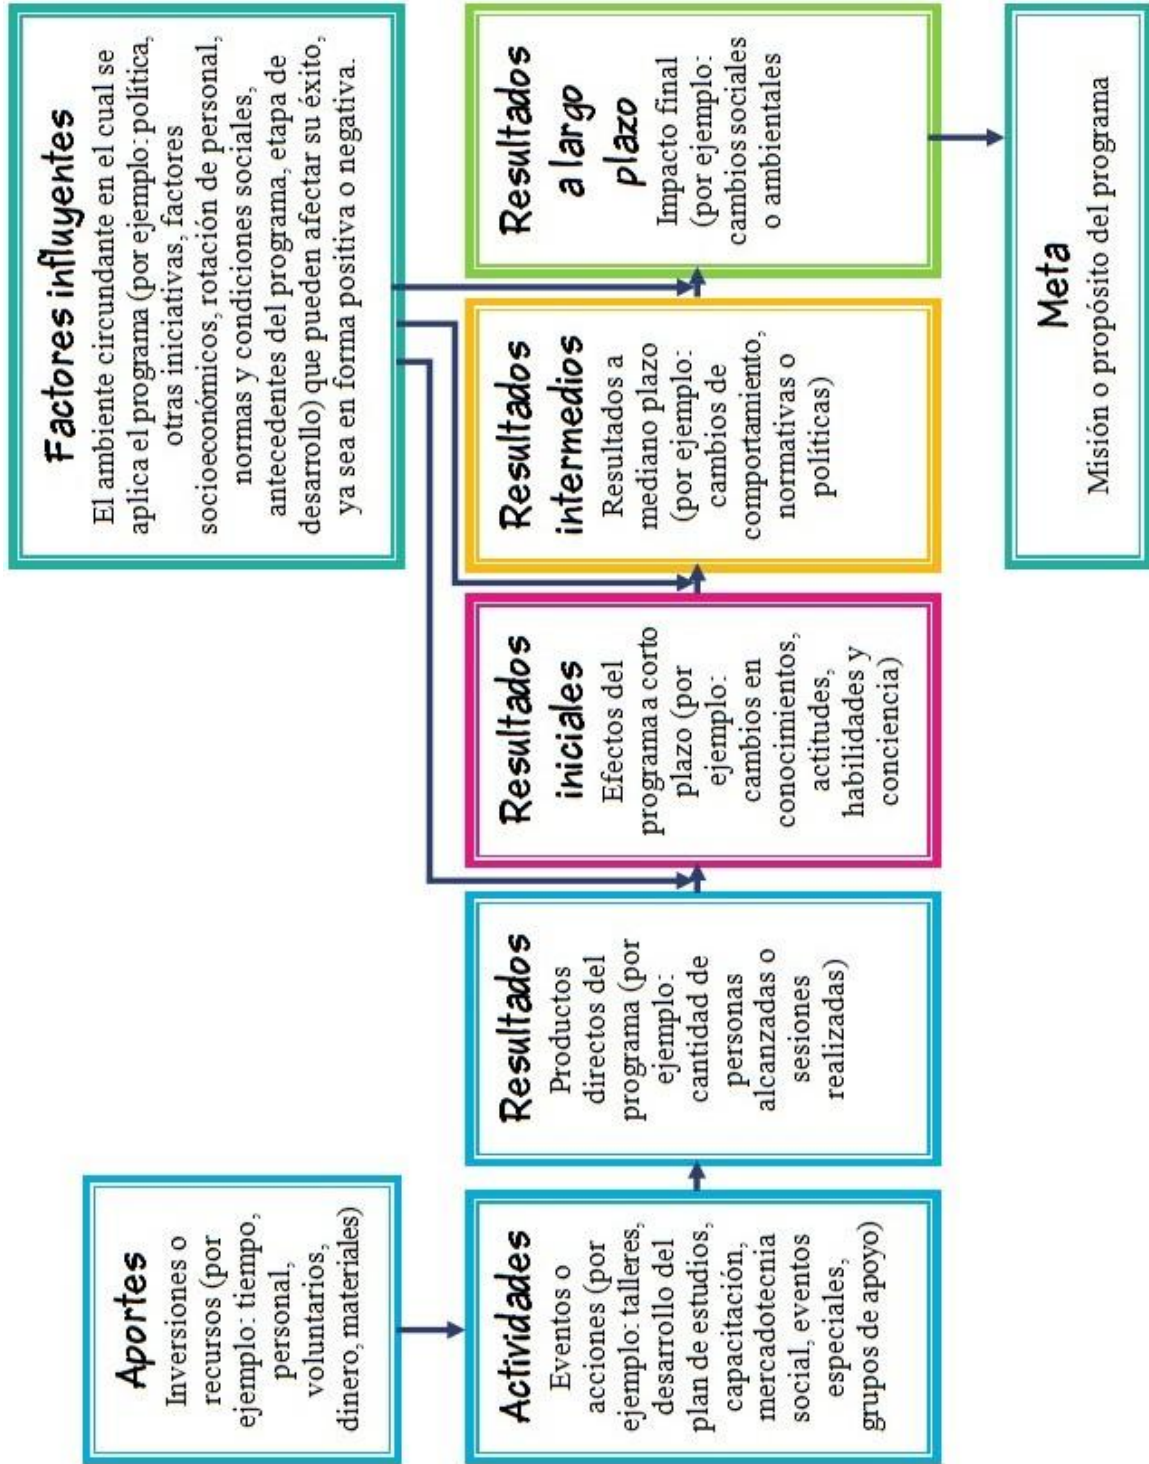 Aportes
Inversiones o
recursos (por
ejemplo: tiempo,
personal,
voluntarios,
dinero, materiales)
Factores influyentes
El ambiente circundante en el cual se
aplica el programa (por ejemplo: política,
otras iniciativas, factores
socioeconómicos, rotación de personal,
normas y condiciones sociales,
antecedentes del programa, etapa de
desarrollo) que pueden afectar su éxito,
ya sea en forma positiva o negativa.
Actividades
Eventos o
acciones (por
ejemplo: talleres,
desarrollo del
plan de estudios,
capacitación,
mercadotecnia
social, eventos
especiales,
grupos de apoyo)
Resultados
Productos
directos del
programa (por
ejemplo:
cantidad de
personas
alcanzadas o
sesiones
realizadas)
Resultados
iniciales
Efectos del
programa a corto
plazo (por
ejemplo:
cambios en
conocimientos,
actitudes,
habilidades y
conciencia)
Resultados
intermedios
Resultados a
mediano plazo
(por ejemplo:
cambios de
comportamiento,
normativas o
políticas)
Resultados
a largo
plazo
Impacto final
(por ejemplo:
cambios sociales
o ambientales
Meta
Misión o propósito del programa